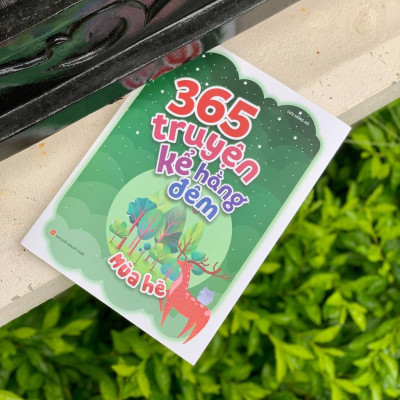 365
truyện
kể hằng
đêm
Mùa hè